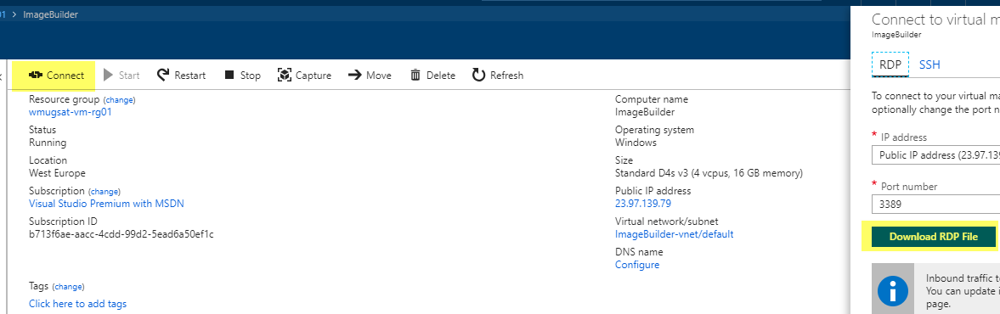 01 > ImageBuilder
Connect Start Restart Stop Capture Move Delete Refresh
Resource group (change)
wmugsat-vm-rg01
Status
Running
Location
West Europe
Subscription (change)
Visual Studio Premium with MSDN
Subscription ID
b713f6ae-aacc-4cdd-99d2-5ead6a50ef1c
Tags (change)
Click here to add tags
Computer name
ImageBuilder
Operating system
Windows
Size
Standard D4s v3 (4 vcpus, 16 GB memory)
Public IP address
23.97.139.79
Virtual network/subnet
ImageBuilder-vnet/default
DNS name
Configure
Connect to virtual m
ImageBuilder
RDP SSH
To connect to your virtual ma
optionally change the port n
* IP address
Public IP address (23.97.139
* Port number
3389
Download RDP File
Inbound traffic t
You can update i
page.